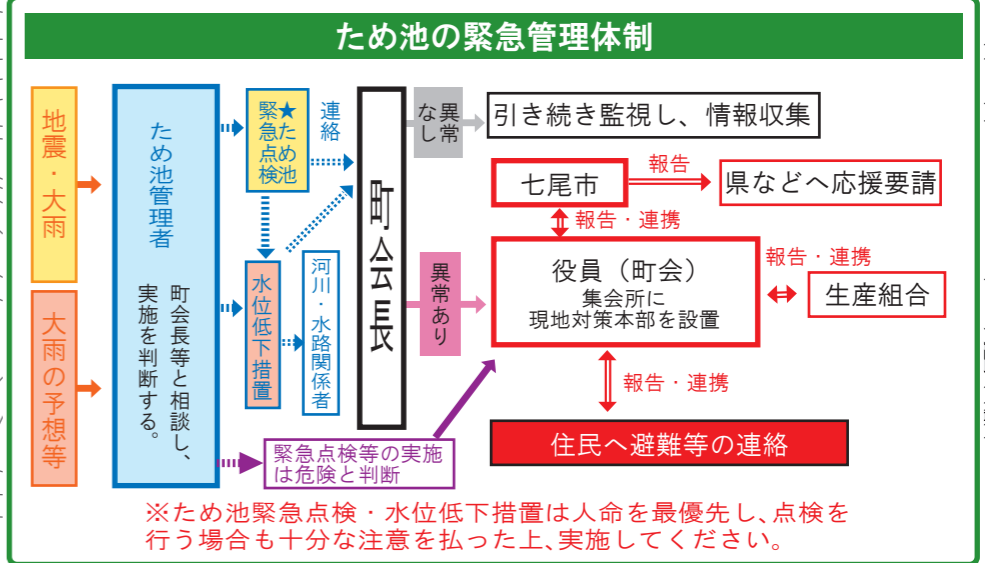 ため池の緊急管理体制
地震・大雨
大雨の予想等
ため池管理者
町会長等と相談し、
実施を判断する。
★ため池
緊急点検
連絡
水位低下措置
河川・水路関係者
緊急点検等の実施
は危険と判断
町会長
異常
なし
引き続き監視し、情報収集
異常あり
七尾市
報告
県などへ応援要請
報告・連携
役員（町会）
集会所に
現地対策本部を設置
報告・連携
生産組合
報告・連携
住民へ避難等の連絡
※ため池緊急点検・水位低下措置は人命を最優先し、点検を
行う場合も十分な注意を払った上、実施してください。